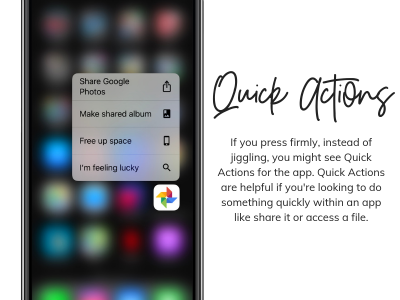 Share Google
Photos
Make shared album
Free up space
I'm feeling lucky
Quick Actions
If you press firmly, instead of
jiggling, you might see Quick
Actions for the app. Quick Actions
are helpful if you're looking to do
something quickly within an app
like share it or access a file.